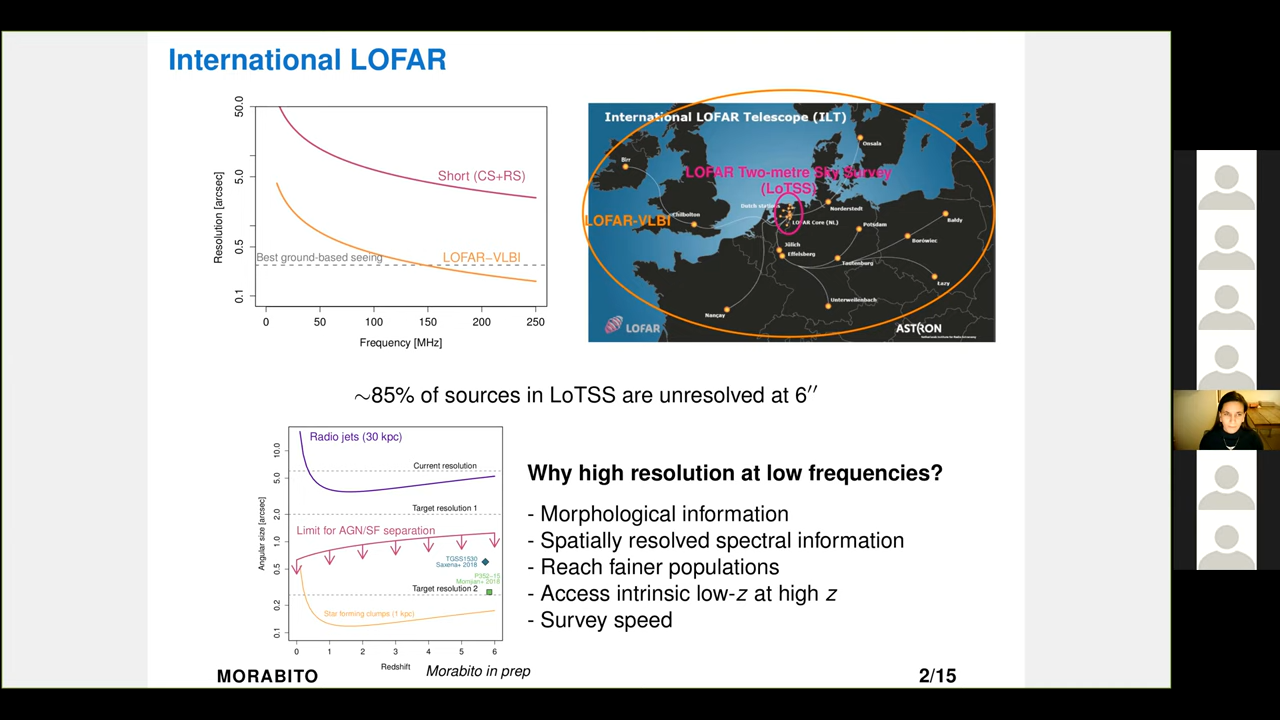 International LOFAR
50.0
5.0
0.5
0.1
Resolution [arcsec]
Short (CS+RS)
Best ground-based seeing
LOFAR−VLBI
0 50 100 150 200 250
Frequency [MHz]
International LOFAR Telescope (ILT)
Onsala
Birr
LOFAR Two-metre Sky Survey
(LoTSS)
Dutch stations
Norderstedt
LOFAR-VLBI
Chilbolton
LOFAR Core (NL)
Potsdam
Baldy
Borówiec
Jülich
Effelsberg
Tautenburg
Łazy
Unterweilenbach
Nançay
LOFAR
ASTRON
∼85% of sources in LoTSS are unresolved at 6′′
10.0
5.0
2.0
1.0
0.5
0.2
0.1
Angular size [arcsec]
Radio jets (30 kpc)
Current resolution
Target resolution 1
Limit for AGN/SF separation
TGSS1530
Saxena+ 2018
P352−15
Momjian+ 2018
Target resolution 2
Star forming clumps (1 kpc)
0 1 2 3 4 5 6
Redshift
Morabito in prep
Why high resolution at low frequencies?
- Morphological information
- Spatially resolved spectral information
- Reach fainer populations
- Access intrinsic low-z at high z
- Survey speed
MORABITO
2/15